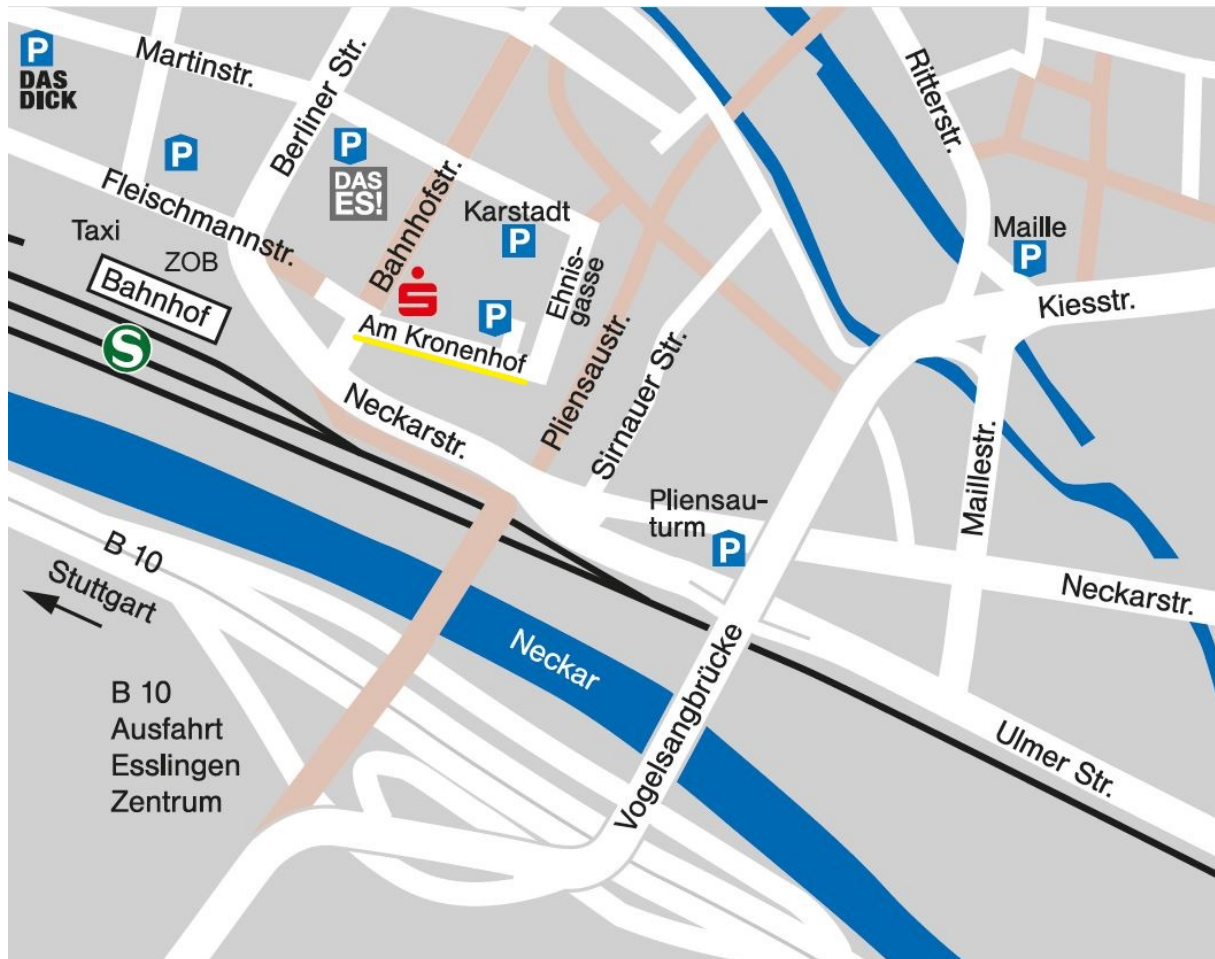 P
DAS
DICK
Martinstr.
Berliner Str.
P
P
DAS
ES!
Fleischmannstr.
Bahnhofstr.
Karstadt
P
Ehnis-
gasse
Taxi
ZOB
Bahnhof
S
P
Am Kronenhof
Pliensaustr.
Sirnauer Str.
Neckarstr.
Ritterstr.
Maille
P
Kiesstr.
Maillestr.
Pliensau-
turm
P
Neckarstr.
B 10
Stuttgart
Neckar
Vogelsangbrücke
Ulmer Str.
B 10
Ausfahrt
Esslingen
Zentrum